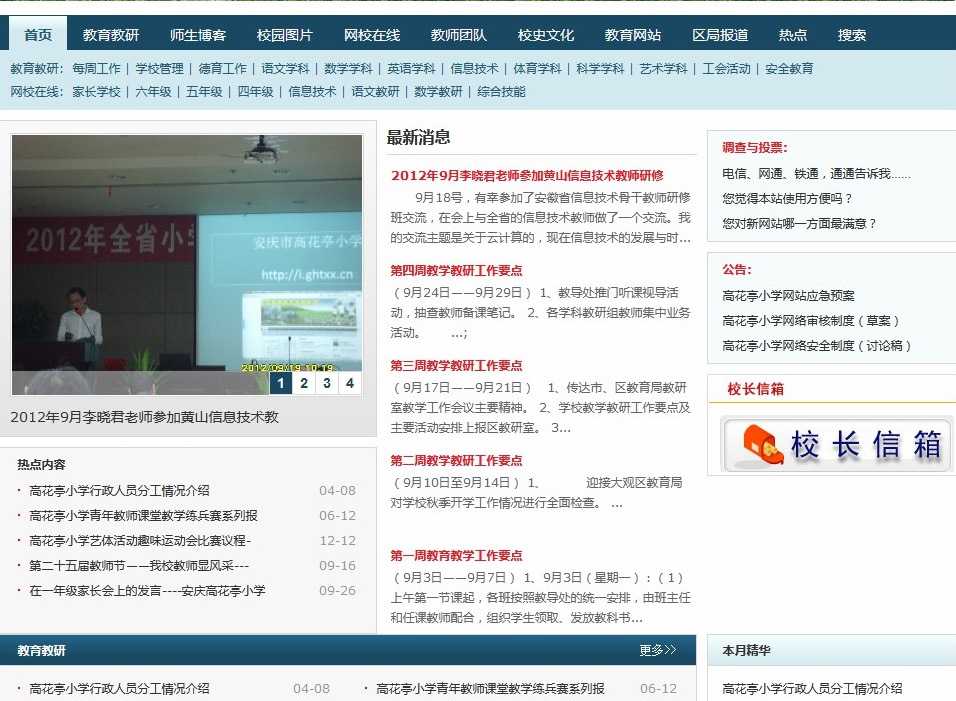 首页 教育教研 师生博客 校园图片 网校在线 教师团队 校史文化 教育网站 区局报道 热点 搜索
教育教研: 每周工作 | 学校管理 | 德育工作 | 语文学科 | 数学学科 | 英语学科 | 信息技术 | 体育学科 | 科学学科 | 艺术学科 | 工会活动 | 安全教育
网校在线: 家长学校 | 六年级 | 五年级 | 四年级 | 信息技术 | 语文教研 | 数学教研 | 综合技能
2012年全省小学
安庆市高花亭小学
http://i.ghtxx.cn
2012/09/19 10:19
1 2 3 4
2012年9月李晓君老师参加黄山信息技术教
热点内容
· 高花亭小学行政人员分工情况介绍 04-08
· 高花亭小学青年教师课堂教学练兵赛系列报 06-12
· 高花亭小学艺体活动趣味运动会比赛议程- 12-12
· 第二十五届教师节——我校教师显风采--- 09-16
· 在一年级家长会上的发言----安庆高花亭小学 09-26
最新消息
2012年9月李晓君老师参加黄山信息技术教师研修
9月18号，有幸参加了安徽省信息技术骨干教师研修
班交流，在会上与全省的信息技术教师做了一个交流。我
的交流主题是关于云计算的，现在信息技术的发展与时...
第四周教学教研工作要点
（9月24日——9月29日） 1、教导处推门听课视导活
动，抽查教师备课笔记。 2、各学科教研组教师集中业务
活动。 ...;
第三周教学教研工作要点
（9月17日——9月21日） 1、传达市、区教育局教研
室教学工作会议主要精神。 2、学校教学教研工作要点及
主要活动安排上报区教研室。 3...
第二周教学教研工作要点
（9月10日至9月14日） 1、 迎接大观区教育局
对学校秋季开学工作情况进行全面检查。 ...
第一周教育教学工作要点
（9月3日——9月7日） 1、9月3日（星期一）：（1）
上午第一节课起，各班按照教导处的统一安排，由班主任
和任课教师配合，组织学生领取、发放教科书...
调查与投票:
电信、网通、铁通，通通告诉我......
您觉得本站使用方便吗？
您对新网站哪一方面最满意？
公告:
高花亭小学网站应急预案
高花亭小学网络审核制度（草案）
高花亭小学网络安全制度（讨论稿）
校长信箱
校长信箱
教育教研 更多>>
· 高花亭小学行政人员分工情况介绍 04-08 · 高花亭小学青年教师课堂教学练兵赛系列报 06-12
本月精华
高花亭小学行政人员分工情况介绍